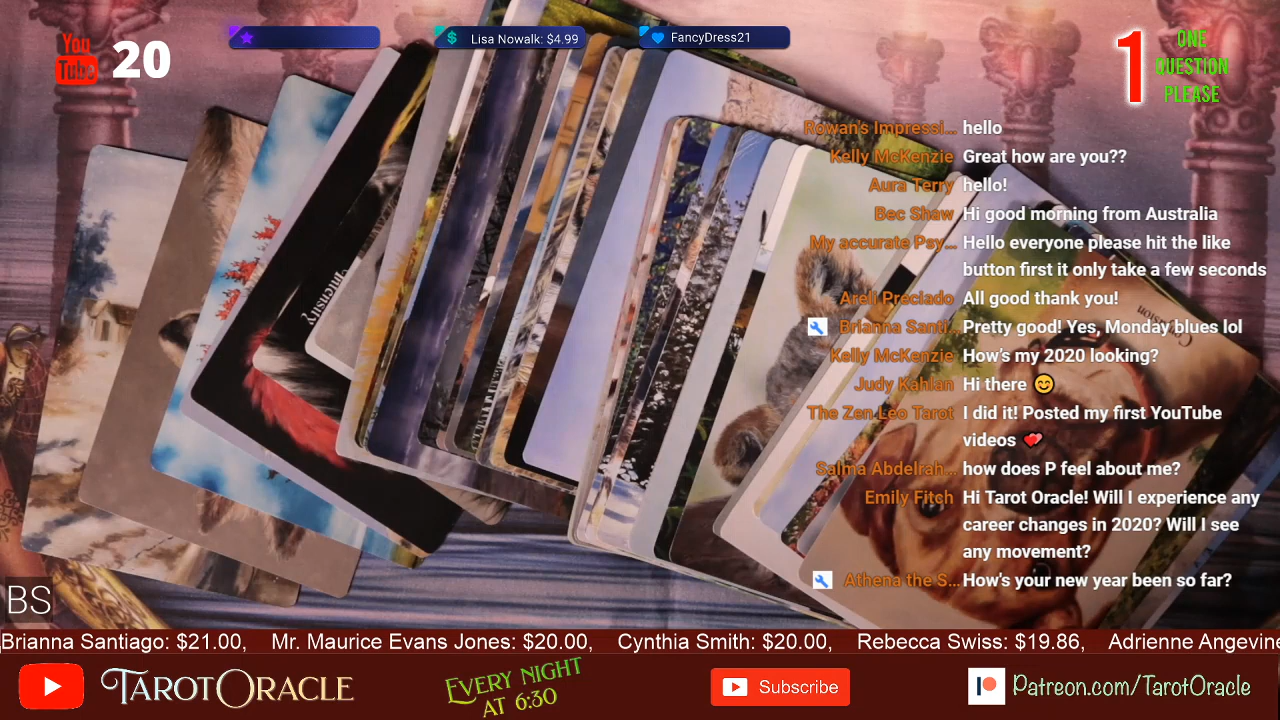 You
Tube
20
Lisa Nowalk: $4.99
FancyDress21
1
ONE
QUESTION
PLEASE
Rowan's Impressi... hello
Kelly McKenzie Great how are you??
Aura Terry hello!
Bec Shaw Hi good morning from Australia
My accurate Psy... Hello everyone please hit the like
button first it only take a few seconds
Areli Preciado All good thank you!
Brianna Santi... Pretty good! Yes, Monday blues lol
Kelly McKenzie How's my 2020 looking?
Judy Kahlan Hi there 😊
The Zen Leo Tarot I did it! Posted my first YouTube
videos 💕
Salma Abdelrah... how does P feel about me?
Emily Fitch Hi Tarot Oracle! Will I experience any
career changes in 2020? Will I see
any movement?
Athena the S... How's your new year been so far?
Intensity
BS
Brianna Santiago: $21.00, Mr. Maurice Evans Jones: $20.00, Cynthia Smith: $20.00, Rebecca Swiss: $19.86, Adrienne Angevine
TAROTORACLE
EVERY NIGHT
AT 6:30
Subscribe
Patreon.com/TarotOracle